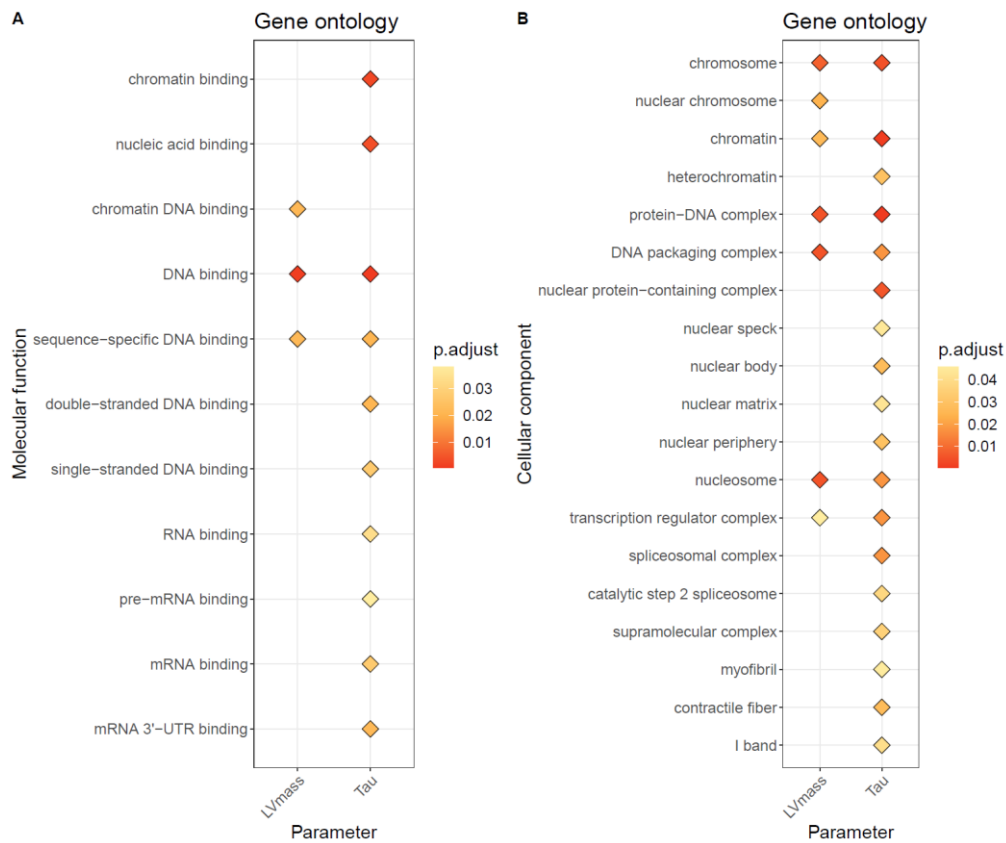 A
Gene ontology
chromatin binding
nucleic acid binding
chromatin DNA binding
DNA binding
sequence−specific DNA binding
double−stranded DNA binding
single−stranded DNA binding
RNA binding
pre−mRNA binding
mRNA binding
mRNA 3'−UTR binding
Molecular function
LVmass
Tau
Parameter
p.adjust
0.03
0.02
0.01
B
Gene ontology
chromosome
nuclear chromosome
chromatin
heterochromatin
protein−DNA complex
DNA packaging complex
nuclear protein−containing complex
nuclear speck
nuclear body
nuclear matrix
nuclear periphery
nucleosome
transcription regulator complex
spliceosomal complex
catalytic step 2 spliceosome
supramolecular complex
myofibril
contractile fiber
I band
Cellular component
LVmass
Tau
Parameter
p.adjust
0.04
0.03
0.02
0.01